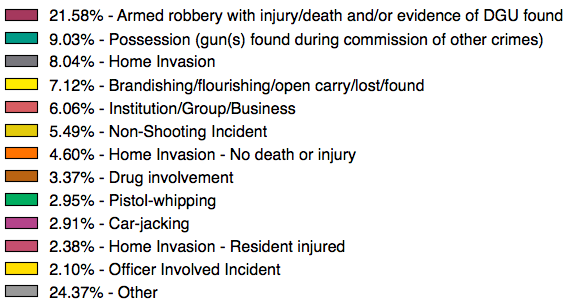 21.58% - Armed robbery with injury/death and/or evidence of DGU found
9.03% - Possession (gun(s) found during commission of other crimes)
8.04% - Home Invasion
7.12% - Brandishing/flourishing/open carry/lost/found
6.06% - Institution/Group/Business
5.49% - Non-Shooting Incident
4.60% - Home Invasion - No death or injury
3.37% - Drug involvement
2.95% - Pistol-whipping
2.91% - Car-jacking
2.38% - Home Invasion - Resident injured
2.10% - Officer Involved Incident
24.37% - Other